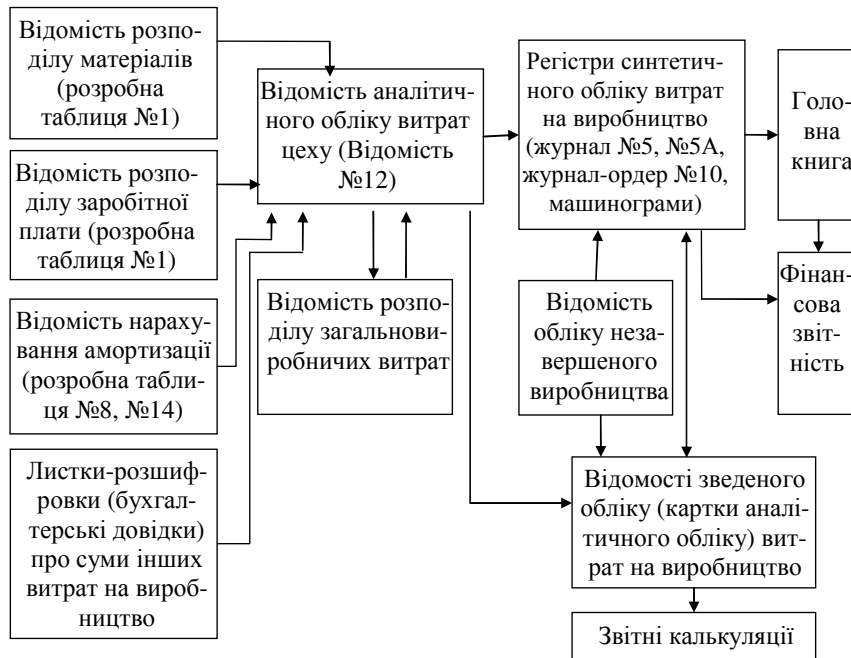 Відомість розпо-
ділу матеріалів
(розробна
таблиця №1)
Відомість розпо-
ділу заробітної
плати (розробна
таблиця №1)
Відомість нараху-
вання амортизації
(розробна табли-
ця №8, №14)
Листки-розшиф-
ровки (бухгал-
терські довідки)
про суми інших
витрат на вироб-
ництво
Відомість аналітич-
ного обліку витрат
цеху (Відомість
№12)
Відомість розпо-
ділу загальнови-
робничих витрат
Регістри синтетич-
ного обліку витрат
на виробництво
(журнал №5, №5А,
журнал-ордер №10,
машинограми)
Відомість
обліку неза-
вершеного
виробництва
Відомості зведеного
обліку (картки аналі-
тичного обліку) вит-
рат на виробництво
Звітні калькуляції
Голо-
вна
книга
Фінан-
сова
звіт-
ність